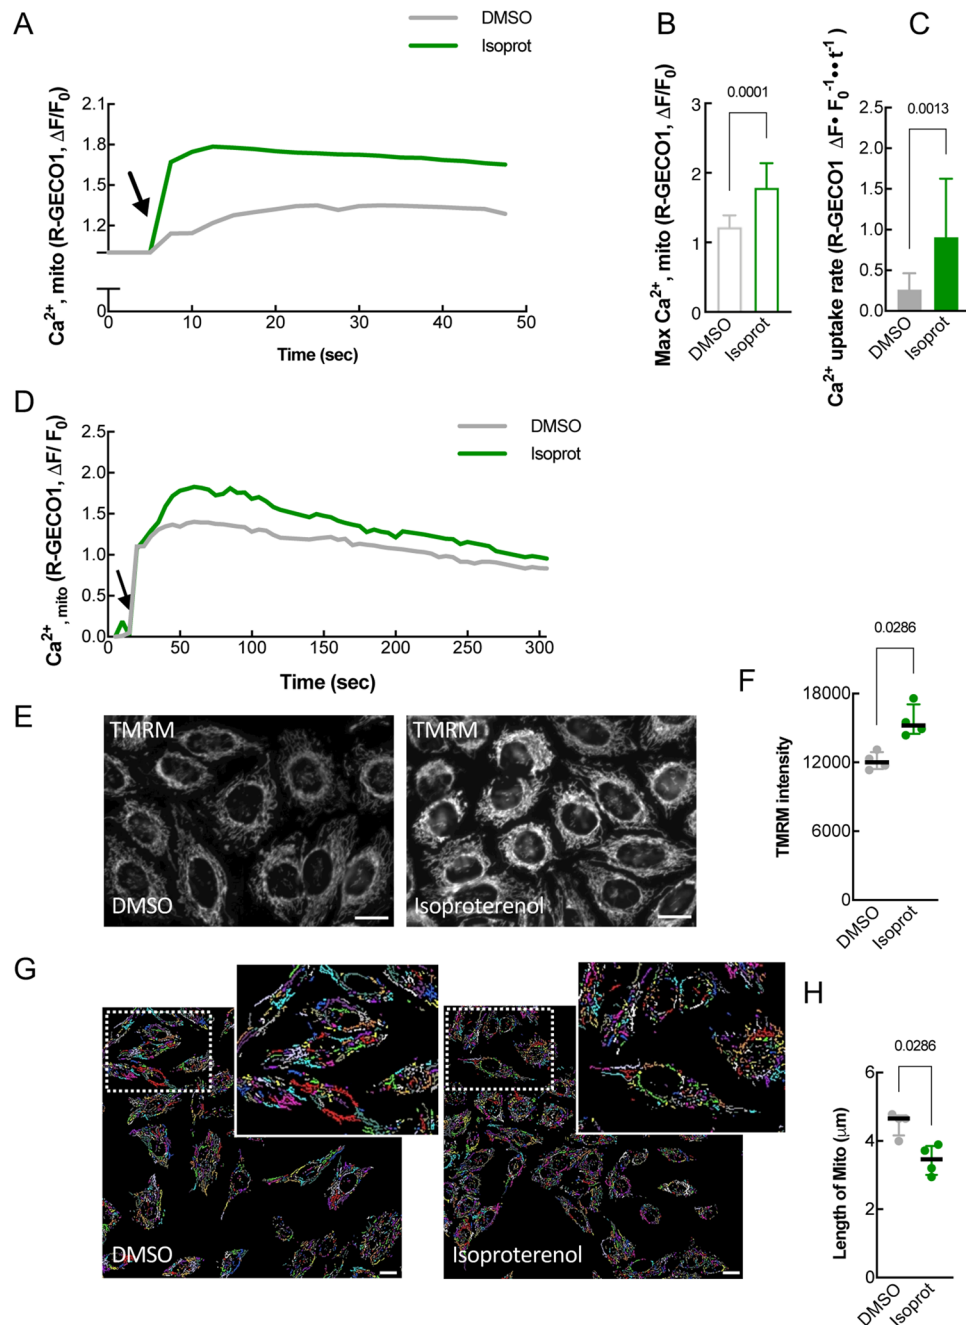 A
DMSO
Isoprot
Ca2+, mito (R-GECO1, ΔF/F0)
2.1
1.8
1.5
1.2
0
0 10 20 30 40 50
Time (sec)
B
0.0001
Max Ca2+, mito (R-GECO1, ΔF/F0)
3
2
1
0
DMSO
Isoprot
C
0.0013
Ca2+ uptake rate (R-GECO1 ΔF• F0-1••t-1)
2.5
2.0
1.5
1.0
0.5
0.0
DMSO
Isoprot
D
DMSO
Isoprot
Ca2+, mito (R-GECO1, ΔF/ F0)
2.5
2.0
1.5
1.0
0.5
0.0
0 50 100 150 200 250 300
Time (sec)
E
TMRM
DMSO
TMRM
Isoproterenol
F
0.0286
TMRM intensity
18000
12000
6000
0
DMSO
Isoprot
G
DMSO
Isoproterenol
H
0.0286
Length of Mito (μm)
6
4
2
0
DMSO
Isoprot